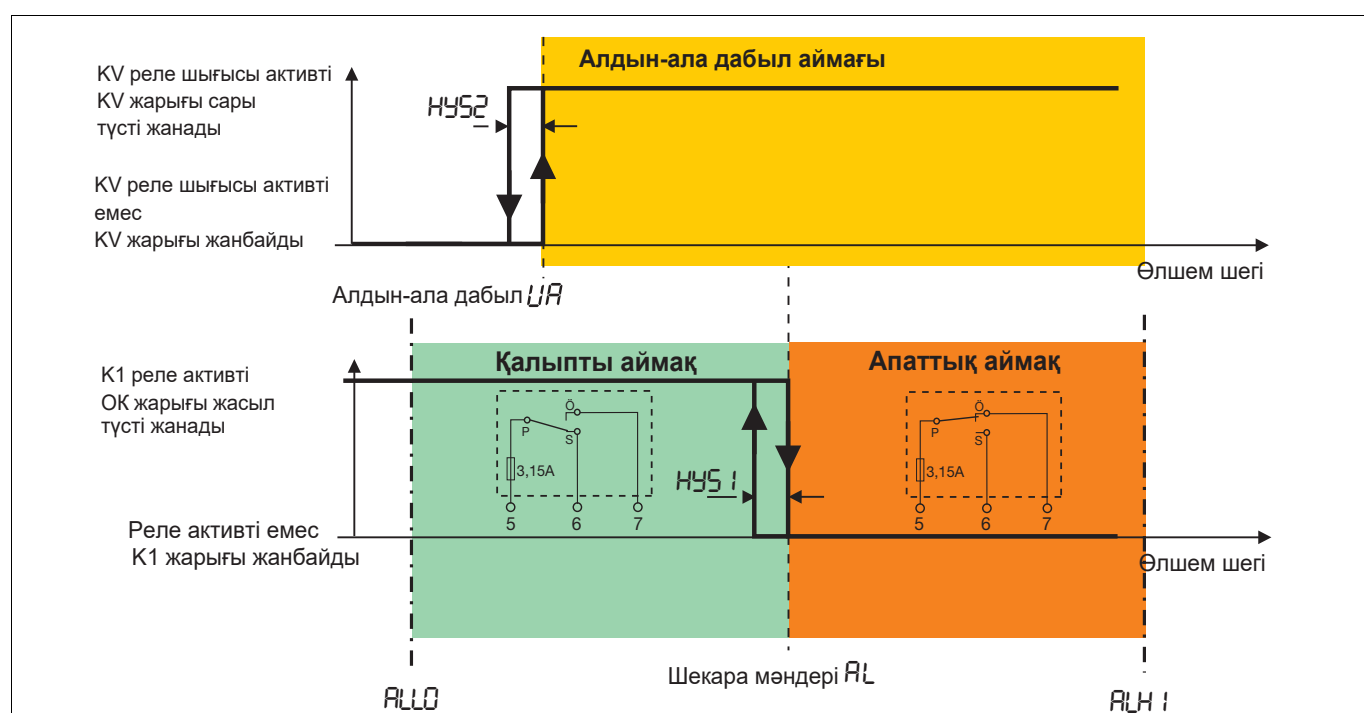 Алдын-ала дабыл аймағы
KV реле шығысы активті
KV жарығы сары
түсті жанады
HYS2
KV реле шығысы активті
емес
KV жарығы жанбайды
Өлшем шегі
Алдын-ала дабыл UA
Қалыпты аймақ
Апаттық аймақ
K1 реле активті
ОК жарығы жасыл
түсті жанады
Ö
P
S
3,15A
5 6 7
HYS1
Ö
P
S
3,15A
5 6 7
Реле активті емес
K1 жарығы жанбайды
Өлшем шегі
Шекара мәндері AL
ALLO
ALHI